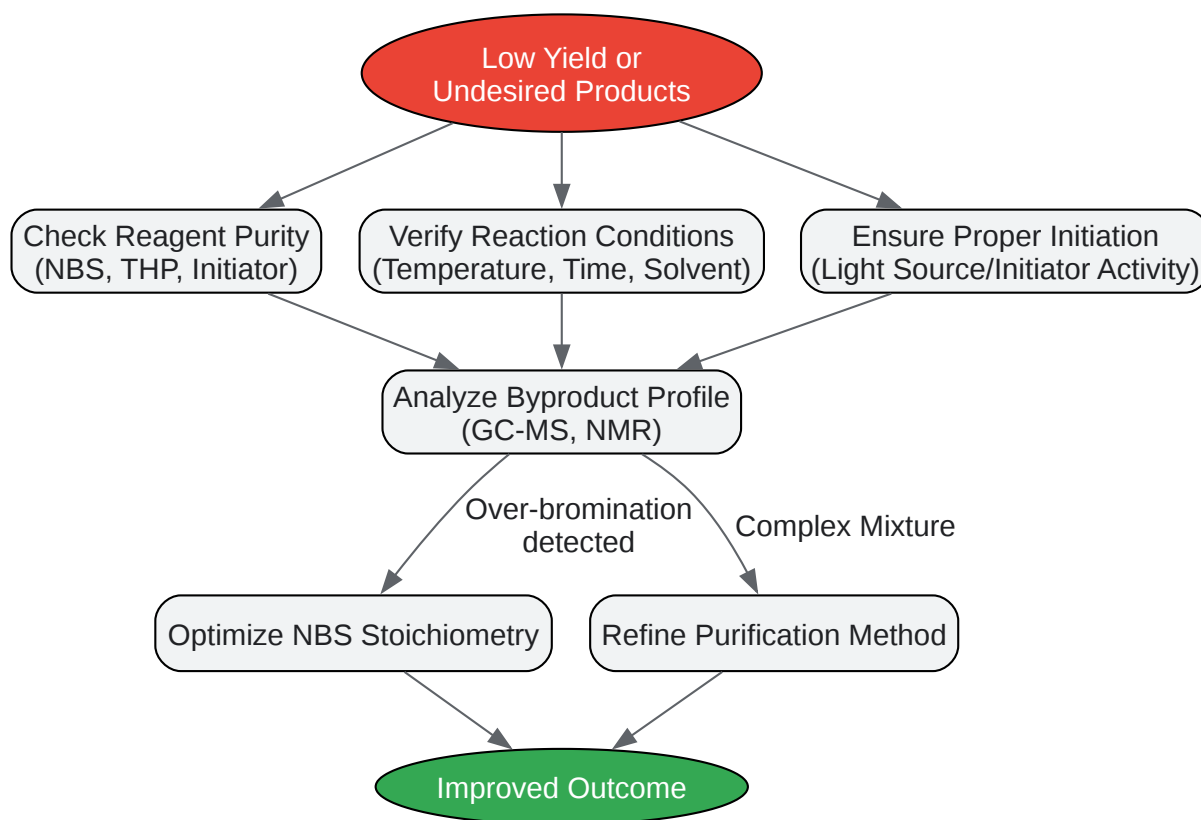 Low Yield or
Undesired Products
Check Reagent Purity
(NBS, THP, Initiator)
Verify Reaction Conditions
(Temperature, Time, Solvent)
Ensure Proper Initiation
(Light Source/Initiator Activity)
Analyze Byproduct Profile
(GC-MS, NMR)
Over-bromination
detected
Complex Mixture
Optimize NBS Stoichiometry
Refine Purification Method
Improved Outcome